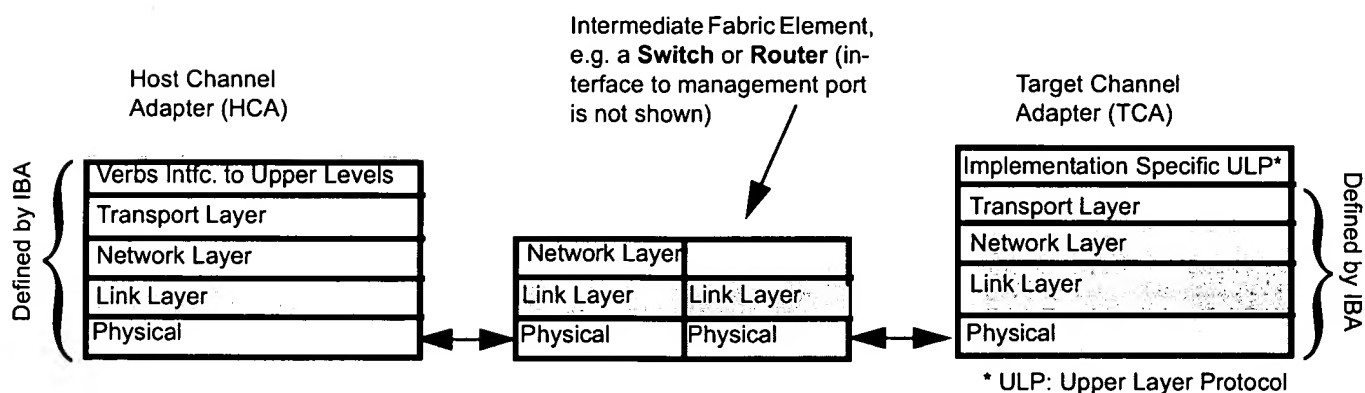 Intermediate Fabric Element,
e.g. a Switch or Router (in-
terface to management port
is not shown)
Host Channel
Adapter (HCA)
Target Channel
Adapter (TCA)
Defined by IBA
Verbs Intfc. to Upper Levels
Transport Layer
Network Layer
Link Layer
Physical
Network Layer
Link Layer
Link Layer
Physical
Physical
Implementation Specific ULP*
Transport Layer
Network Layer
Link Layer
Physical
Defined by IBA
* ULP: Upper Layer Protocol